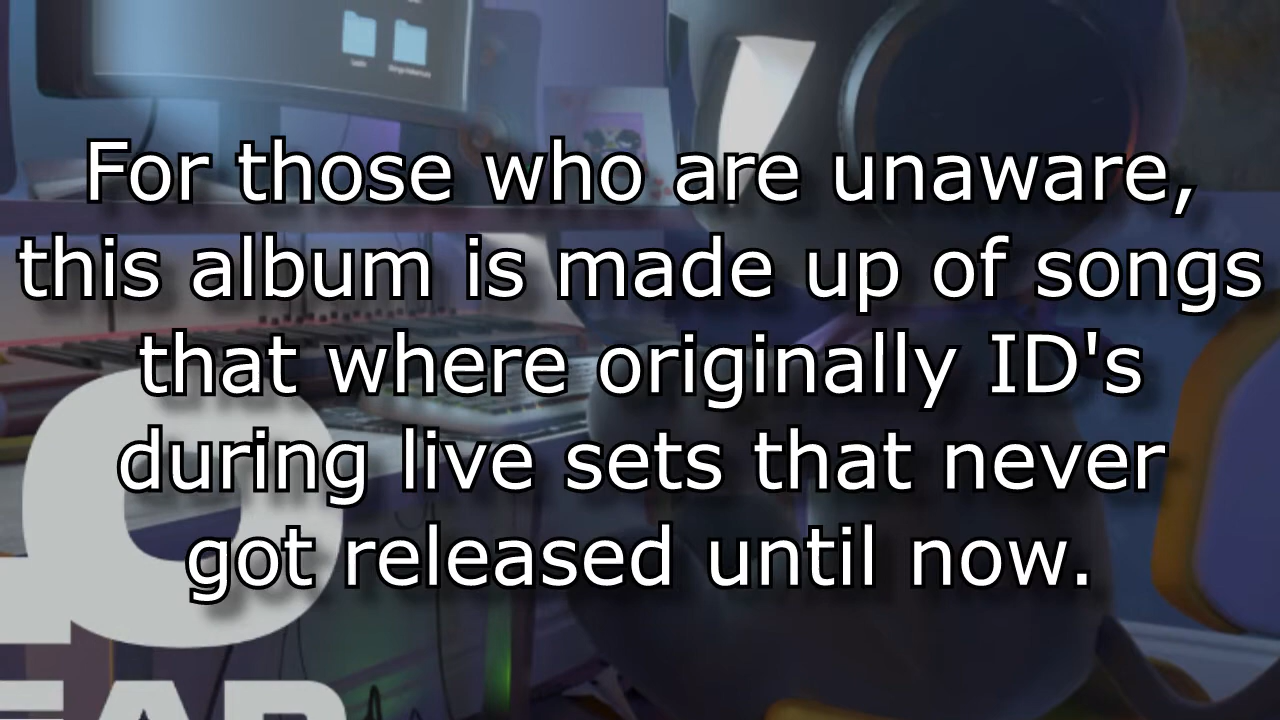 For those who are unaware,
this album is made up of songs
that where originally ID's
during live sets that never
got released until now.